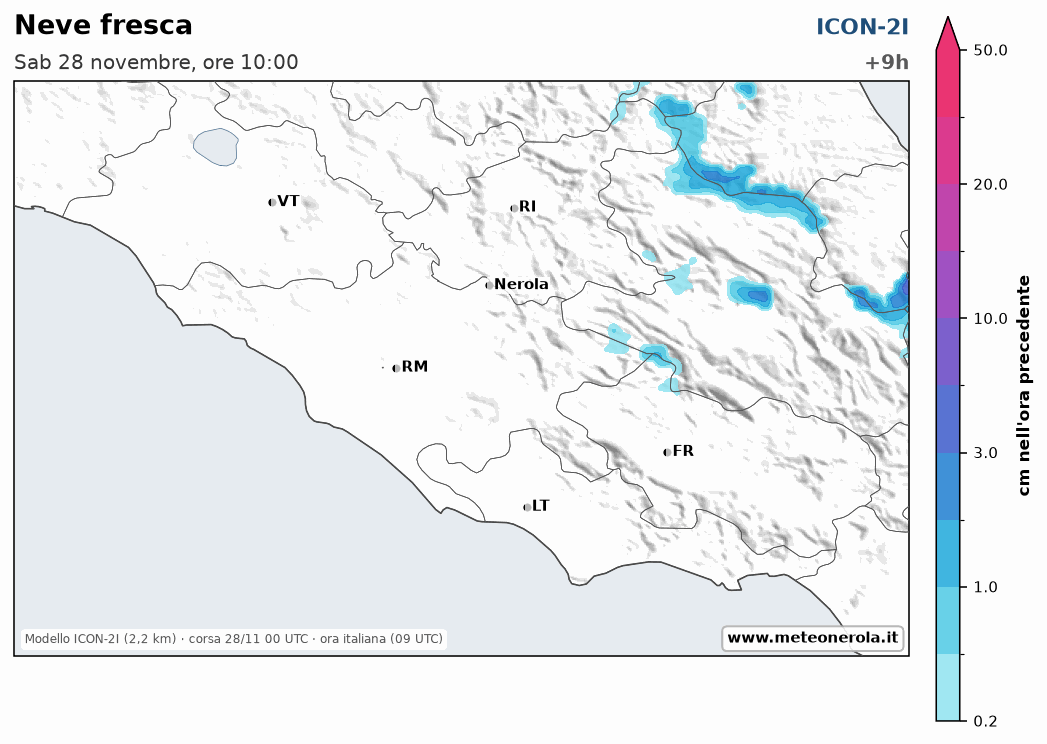 Neve fresca
ICON-2I
Sab 28 novembre, ore 10:00
+9h
VT
RI
Nerola
RM
FR
LT
Modello ICON-2I (2,2 km) · corsa 28/11 00 UTC · ora italiana (09 UTC)
www.meteonerola.it
50.0
20.0
10.0
3.0
1.0
0.2
cm nell'ora precedente